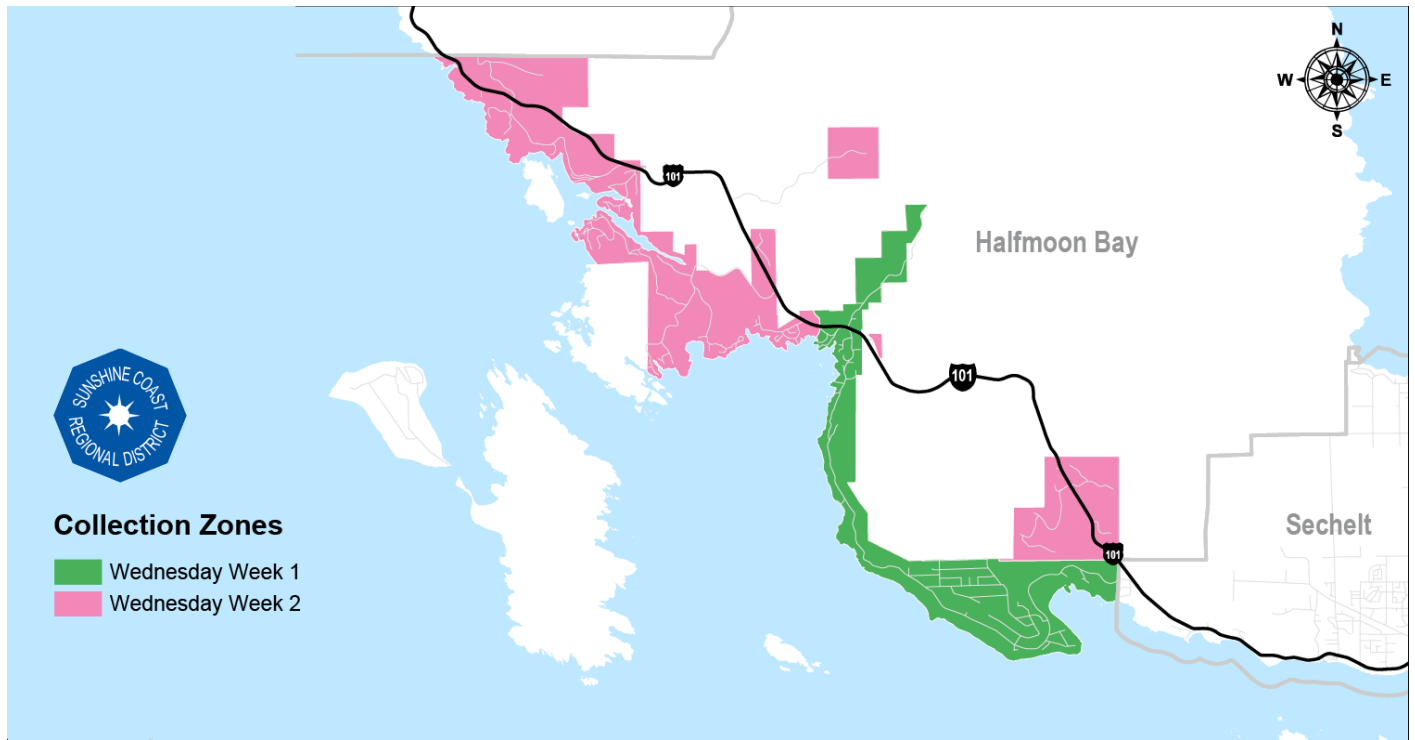 N
W E
S
101
Halfmoon Bay
101
SUNSHINE COAST
REGIONAL DISTRICT
Collection Zones
Sechelt
101
Wednesday Week 1
Wednesday Week 2